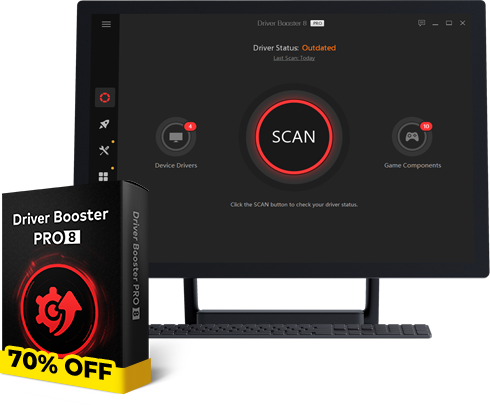 Driver Booster 8 PRO
Driver Status: Outdated
Last Scan: Today
4
10
SCAN
Device Drivers
Game Components
Click the SCAN button to check your driver status.
Driver Booster
PRO 8
Driver Booster PRO 8
70% OFF